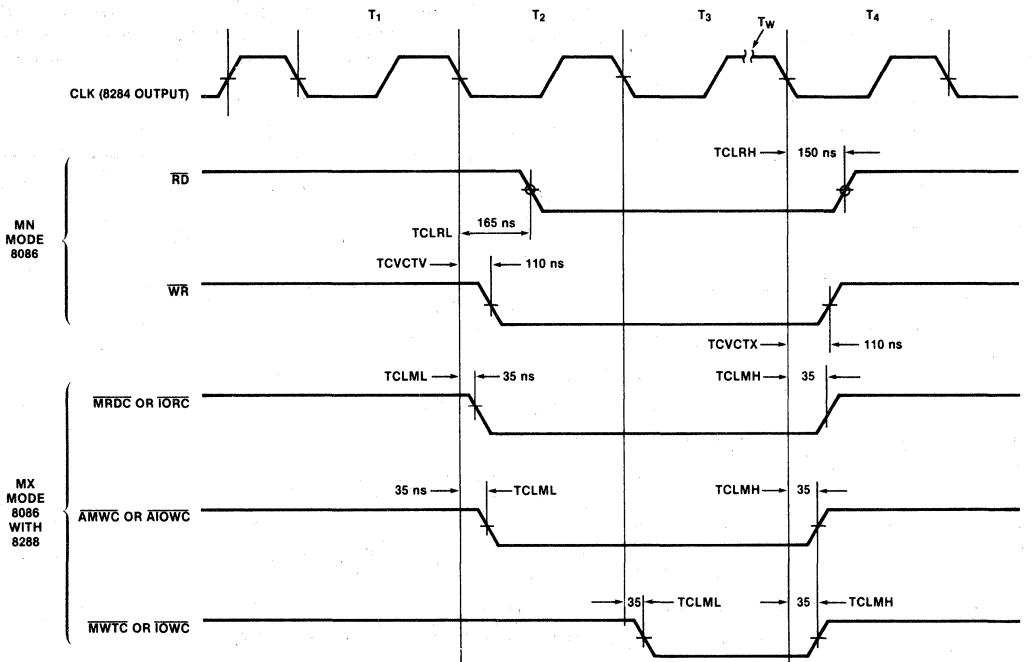 T1 T2 T3 T4
TW
CLK (8284 OUTPUT)
TCLRH 150 ns
RD
MN
MODE
8086
165 ns
TCLRL
TCVCTV 110 ns
WR
TCVCTX 110 ns
TCLML 35 ns TCLMH 35
MRDC OR IORC
MX
MODE
8086
WITH
8288
35 ns TCLML TCLMH 35
AMWC OR AIOWC
35 TCLML 35 TCLMH
MWTC OR IOWC